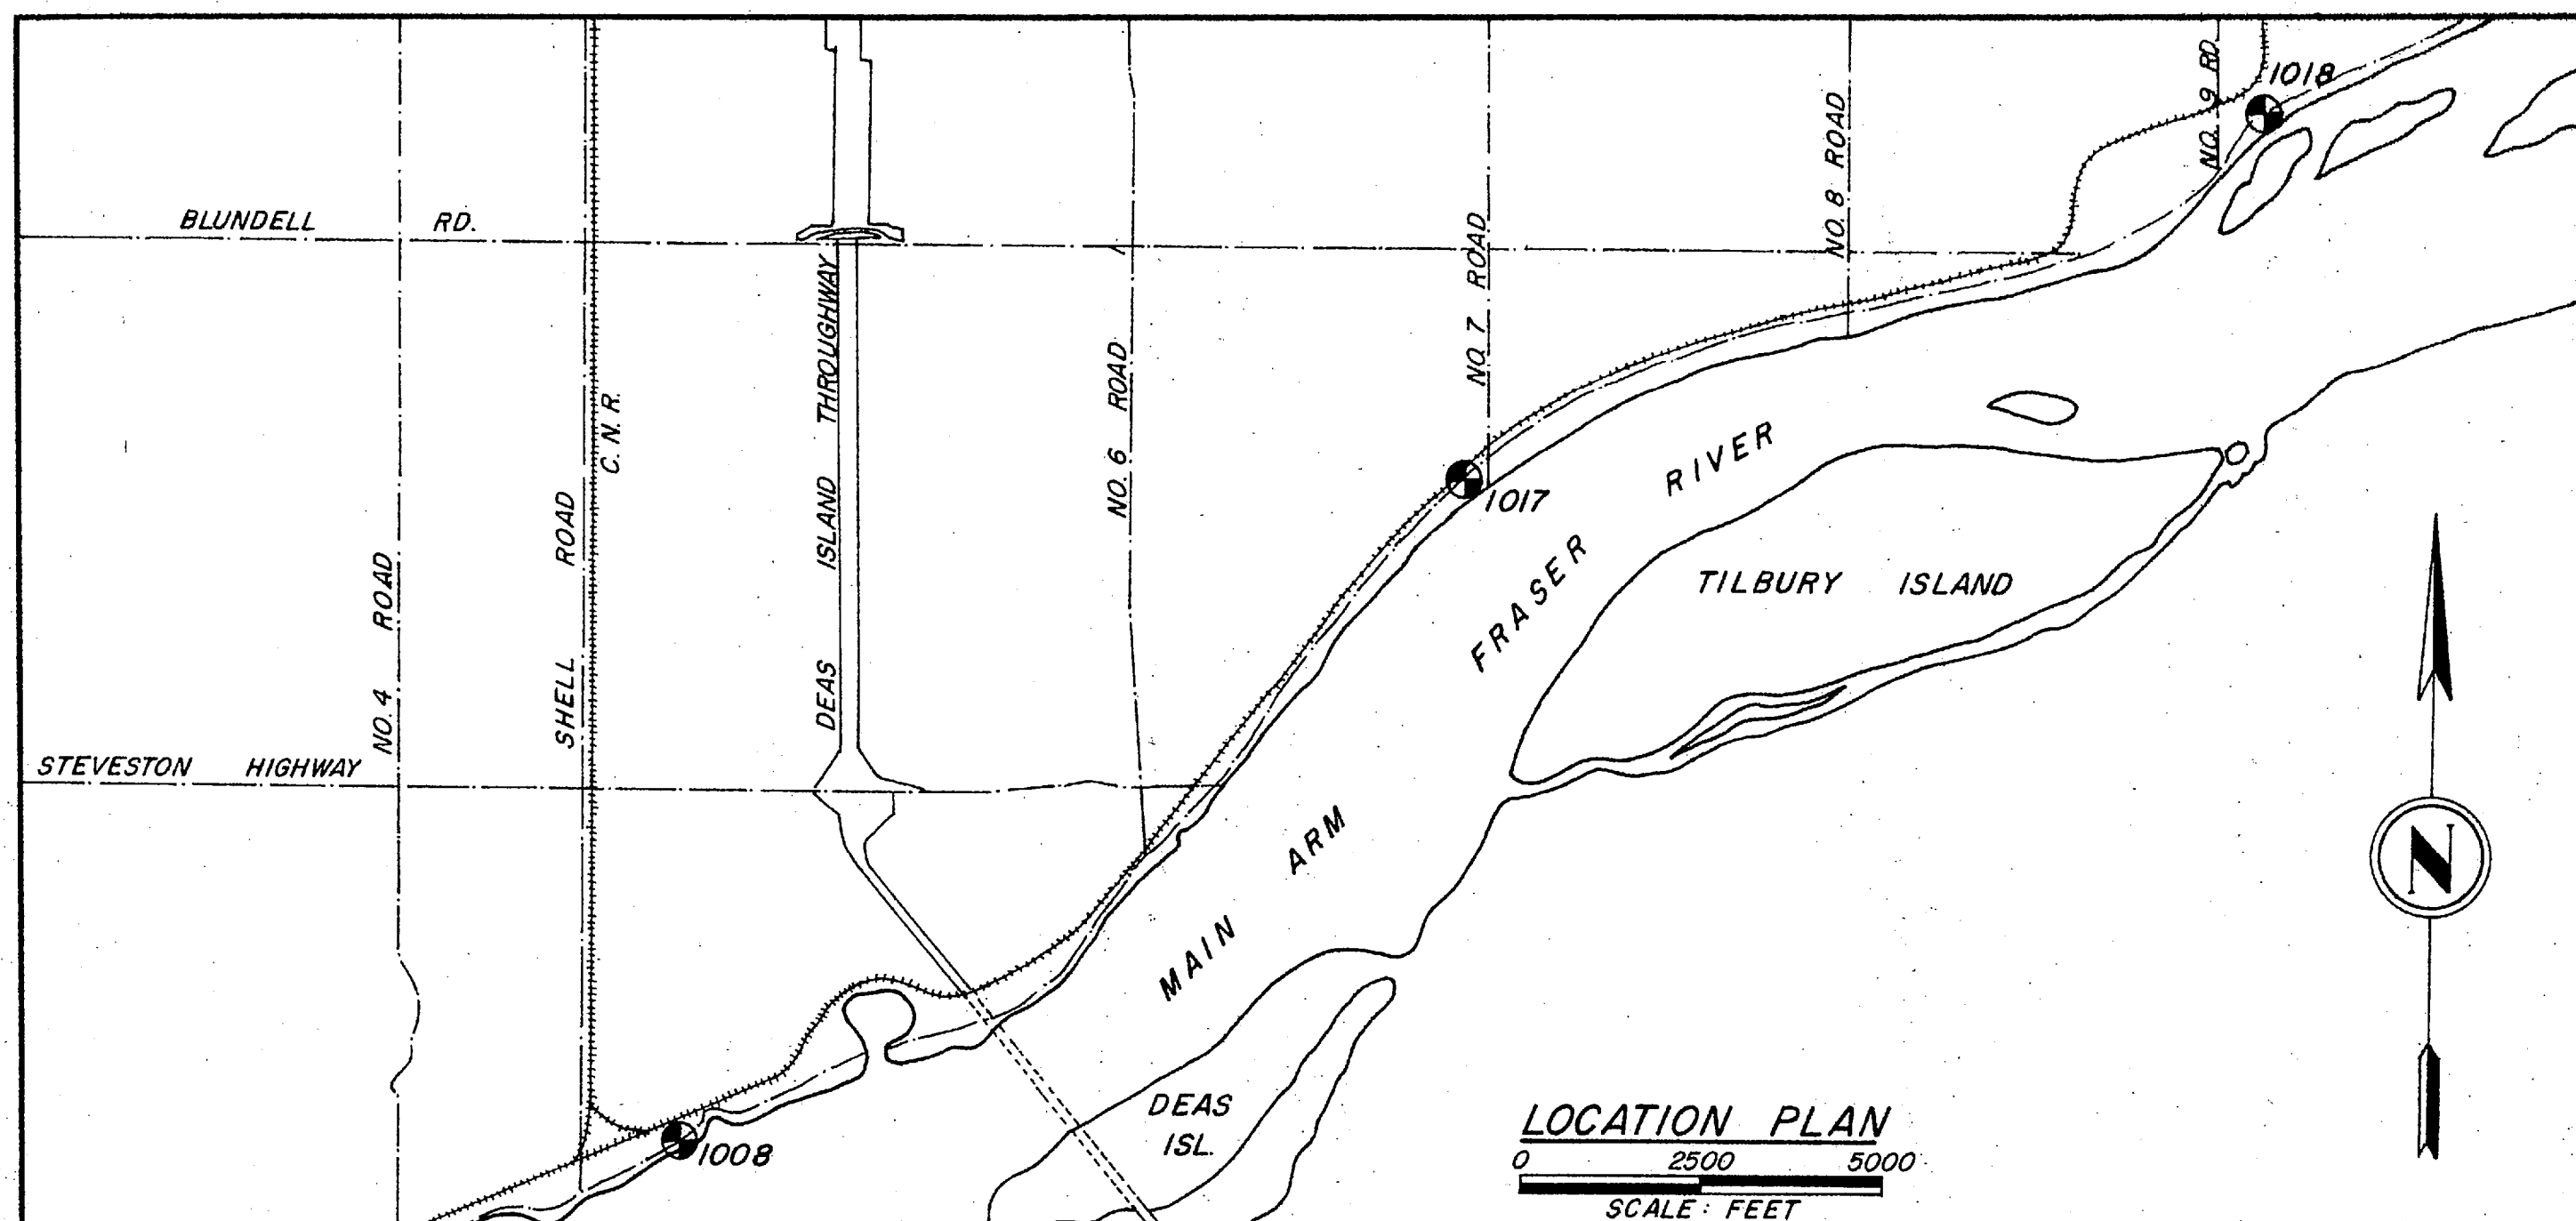 1018
NO. 9 RD.
NO. 8 ROAD
BLUNDELL RD.
NO. 7 ROAD
DEAS ISLAND THROUGHWAY
NO. 6 ROAD
C.N.R.
SHELL ROAD
NO. 4 ROAD
1017
FRASER RIVER
TILBURY ISLAND
STEVESTON HIGHWAY
MAIN ARM
N
DEAS
ISL.
1008
LOCATION PLAN
0 2500 5000
SCALE: FEET